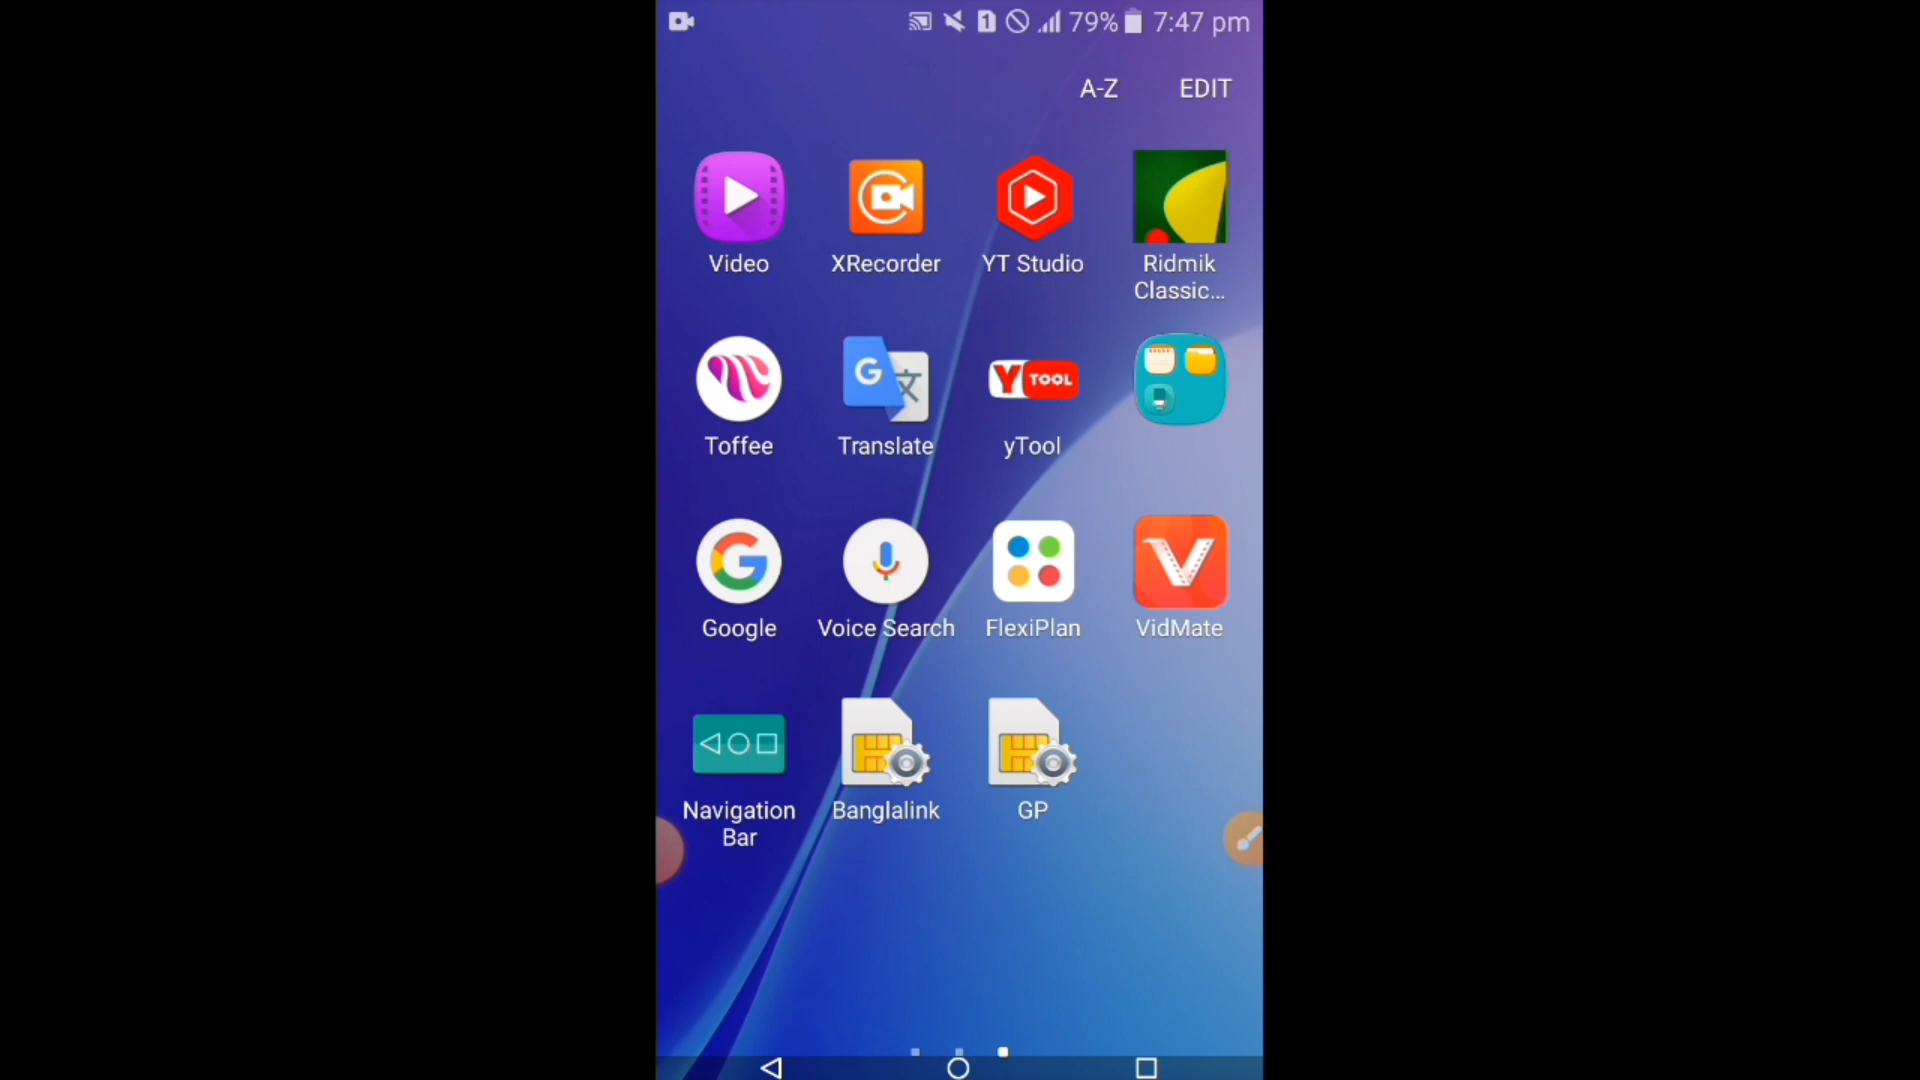 79% 7:47 pm
A-Z EDIT
Video XRecorder YT Studio Ridmik
Classic...
TOOL
Toffee Translate yTool
Google Voice Search FlexiPlan VidMate
Navigation Banglalink GP
Bar